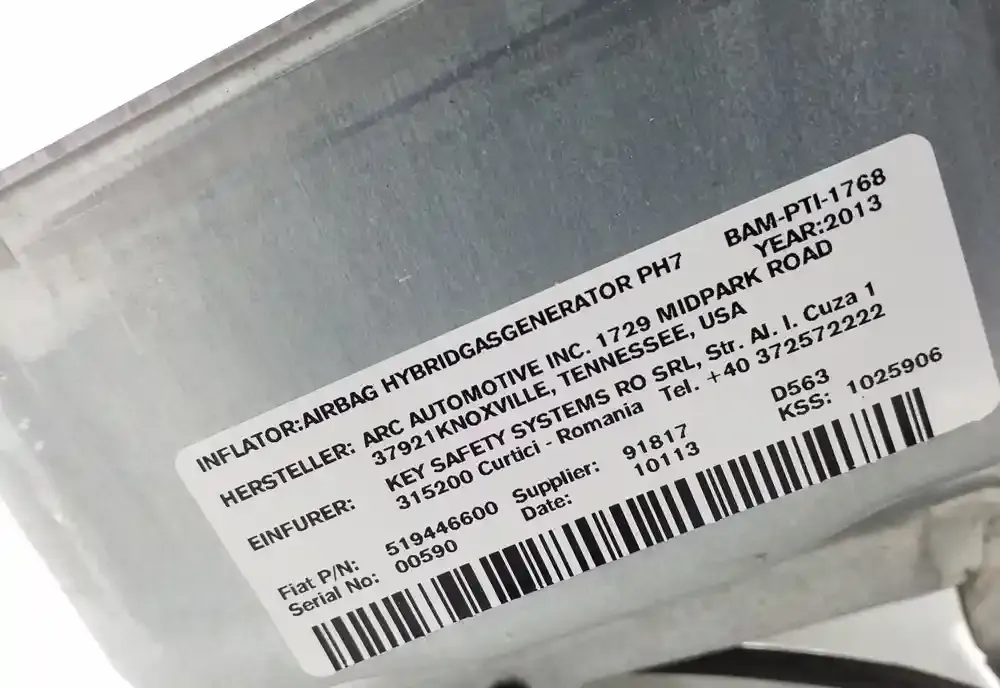 BAM-PTI-1768
INFLATOR:AIRBAG HYBRIDGASGENERATOR PH7 YEAR:2013
HERSTELLER: ARC AUTOMOTIVE INC. 1729 MIDPARK ROAD
37921KNOXVILLE, TENNESSEE, USA
EINFURER: KEY SAFETY SYSTEMS RO SRL, Str. Al. I. Cuza 1
315200 Curtici - Romania Tel. +40 372572222
Fiat P/N: 519446600 Supplier: 91817 D563
Serial No: 00590 Date: 10113 KSS: 1025906